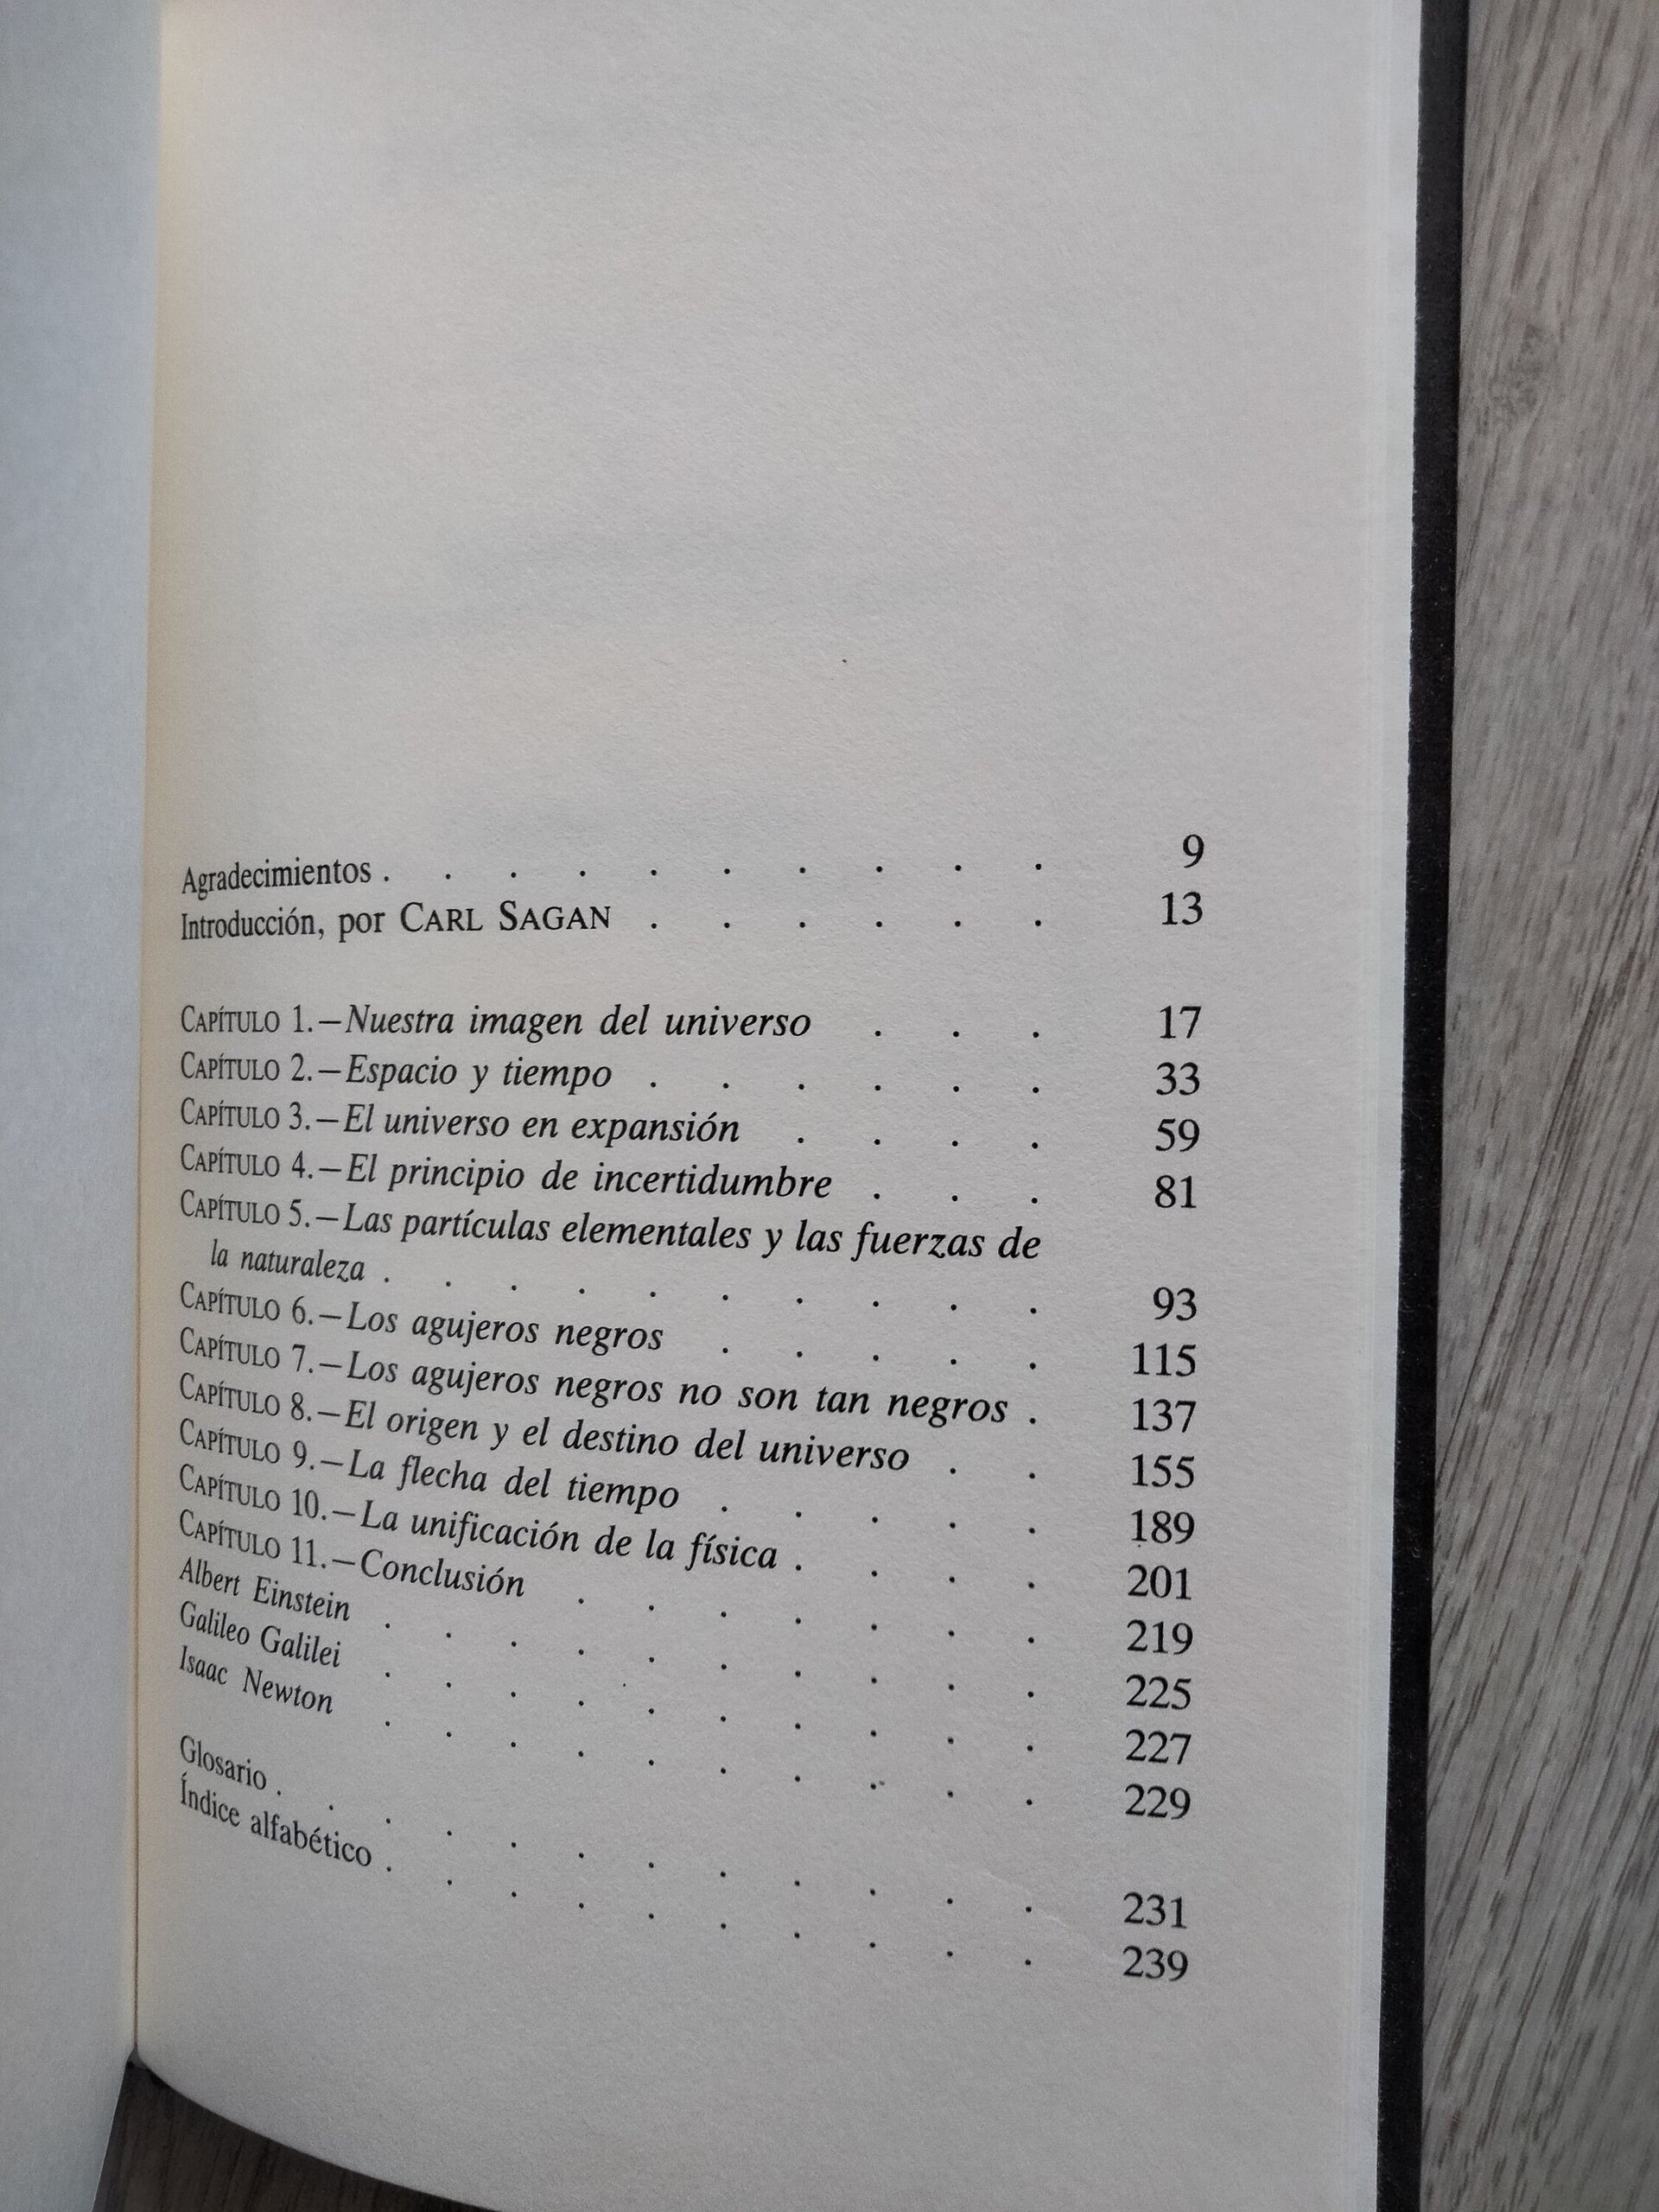 Agradecimientos . . . . . . . . . . 9
Introducción, por CARL SAGAN . . . . . . 13
CAPÍTULO 1.—Nuestra imagen del universo . . . 17
CAPÍTULO 2.—Espacio y tiempo . . . . . . 33
CAPÍTULO 3.—El universo en expansión . . . . 59
CAPÍTULO 4.—El principio de incertidumbre . . . 81
CAPÍTULO 5.—Las partículas elementales y las fuerzas de
la naturaleza . . . . . . . . . . 93
CAPÍTULO 6.—Los agujeros negros . . . . . 115
CAPÍTULO 7.—Los agujeros negros no son tan negros . 137
CAPÍTULO 8.—El origen y el destino del universo . . 155
CAPÍTULO 9.—La flecha del tiempo . . . . . 189
CAPÍTULO 10.—La unificación de la física . . . . 201
CAPÍTULO 11.—Conclusión . . . . . . . 219
Albert Einstein . . . . . . . . . . 225
Galileo Galilei . . . . . . . . . . 227
Isaac Newton . . . . . . . . . . 229
Glosario . . . . . . . . . . . . 231
Índice alfabético . . . . . . . . . . 239